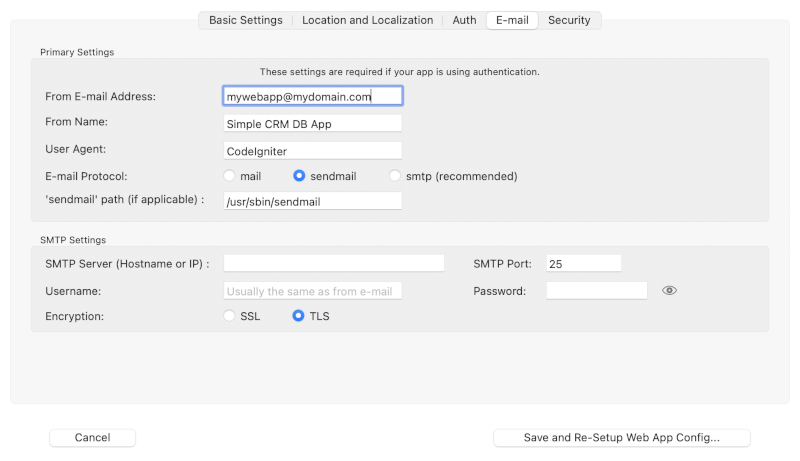 Basic Settings Location and Localization Auth E-mail Security
Primary Settings
These settings are required if your app is using authentication.
From E-mail Address: mywebapp@mydomain.com
From Name: Simple CRM DB App
User Agent: CodeIgniter
E-mail Protocol: mail sendmail smtp (recommended)
'sendmail' path (if applicable) : /usr/sbin/sendmail
SMTP Settings
SMTP Server (Hostname or IP) : SMTP Port: 25
Username: Usually the same as from e-mail Password:
Encryption: SSL TLS
Cancel Save and Re-Setup Web App Config...